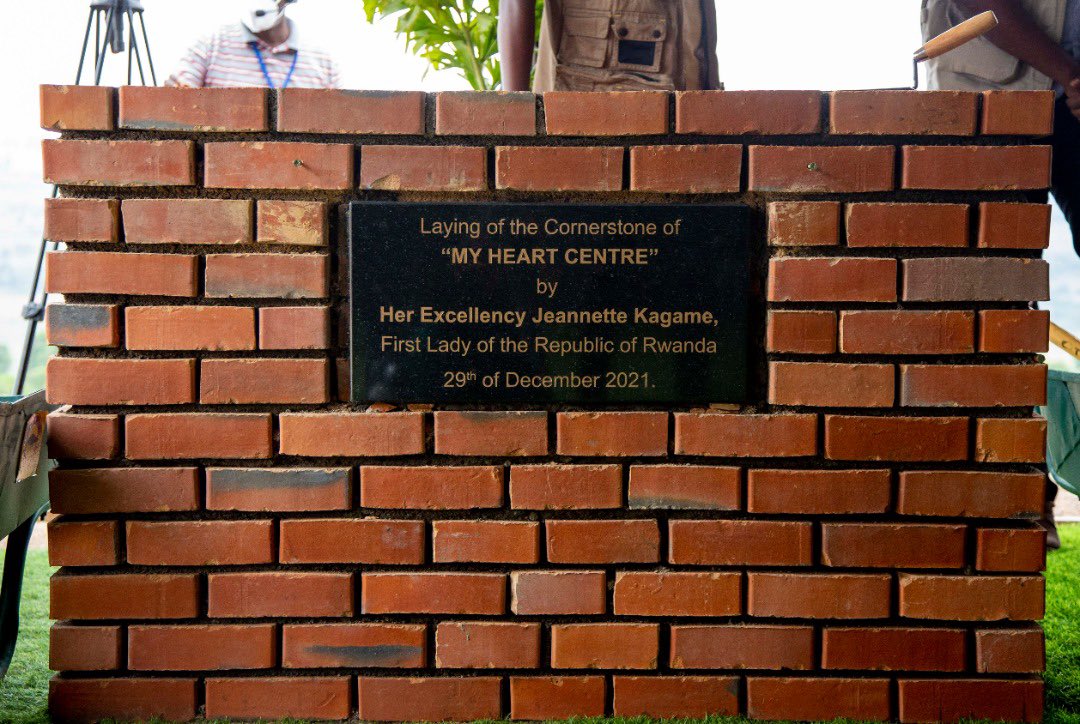 Laying of the Cornerstone of
“MY HEART CENTRE”
by
Her Excellency Jeannette Kagame,
First Lady of the Republic of Rwanda
29th of December 2021.